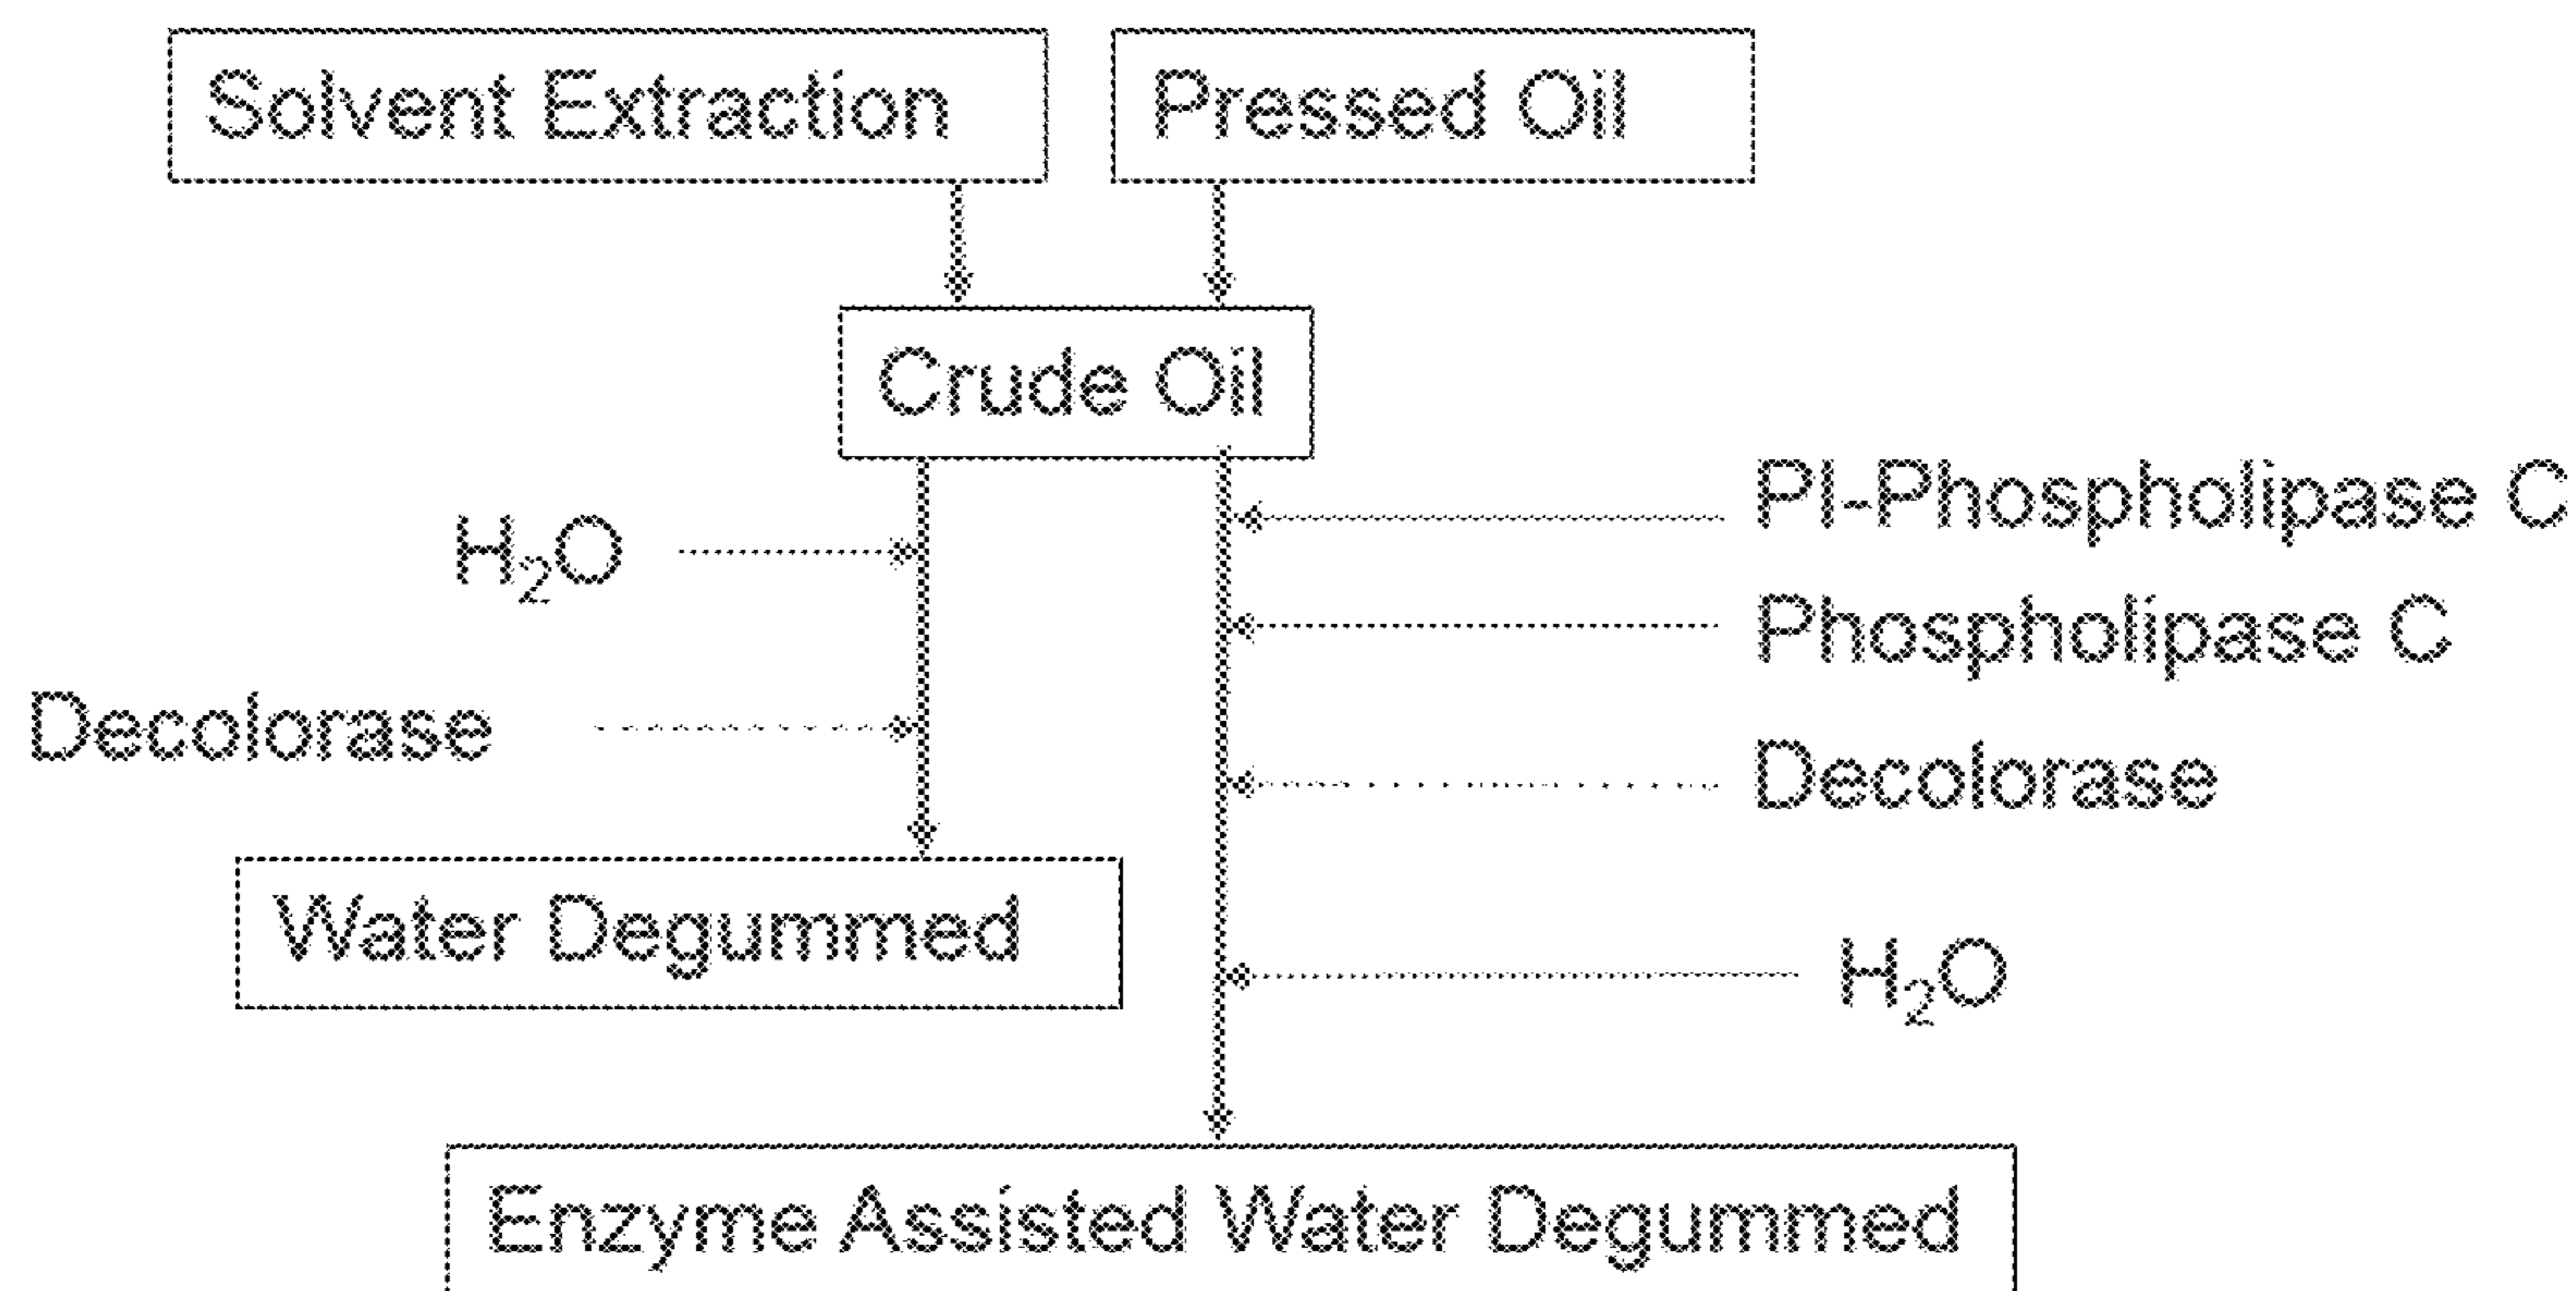 Solvent Extraction
Pressed Oil
Crude Oil
PI-Phospholipase C
H₂O
Phospholipase C
Decolorase
Decolorase
Water Degummed
H₂O
Enzyme Assisted Water Degummed